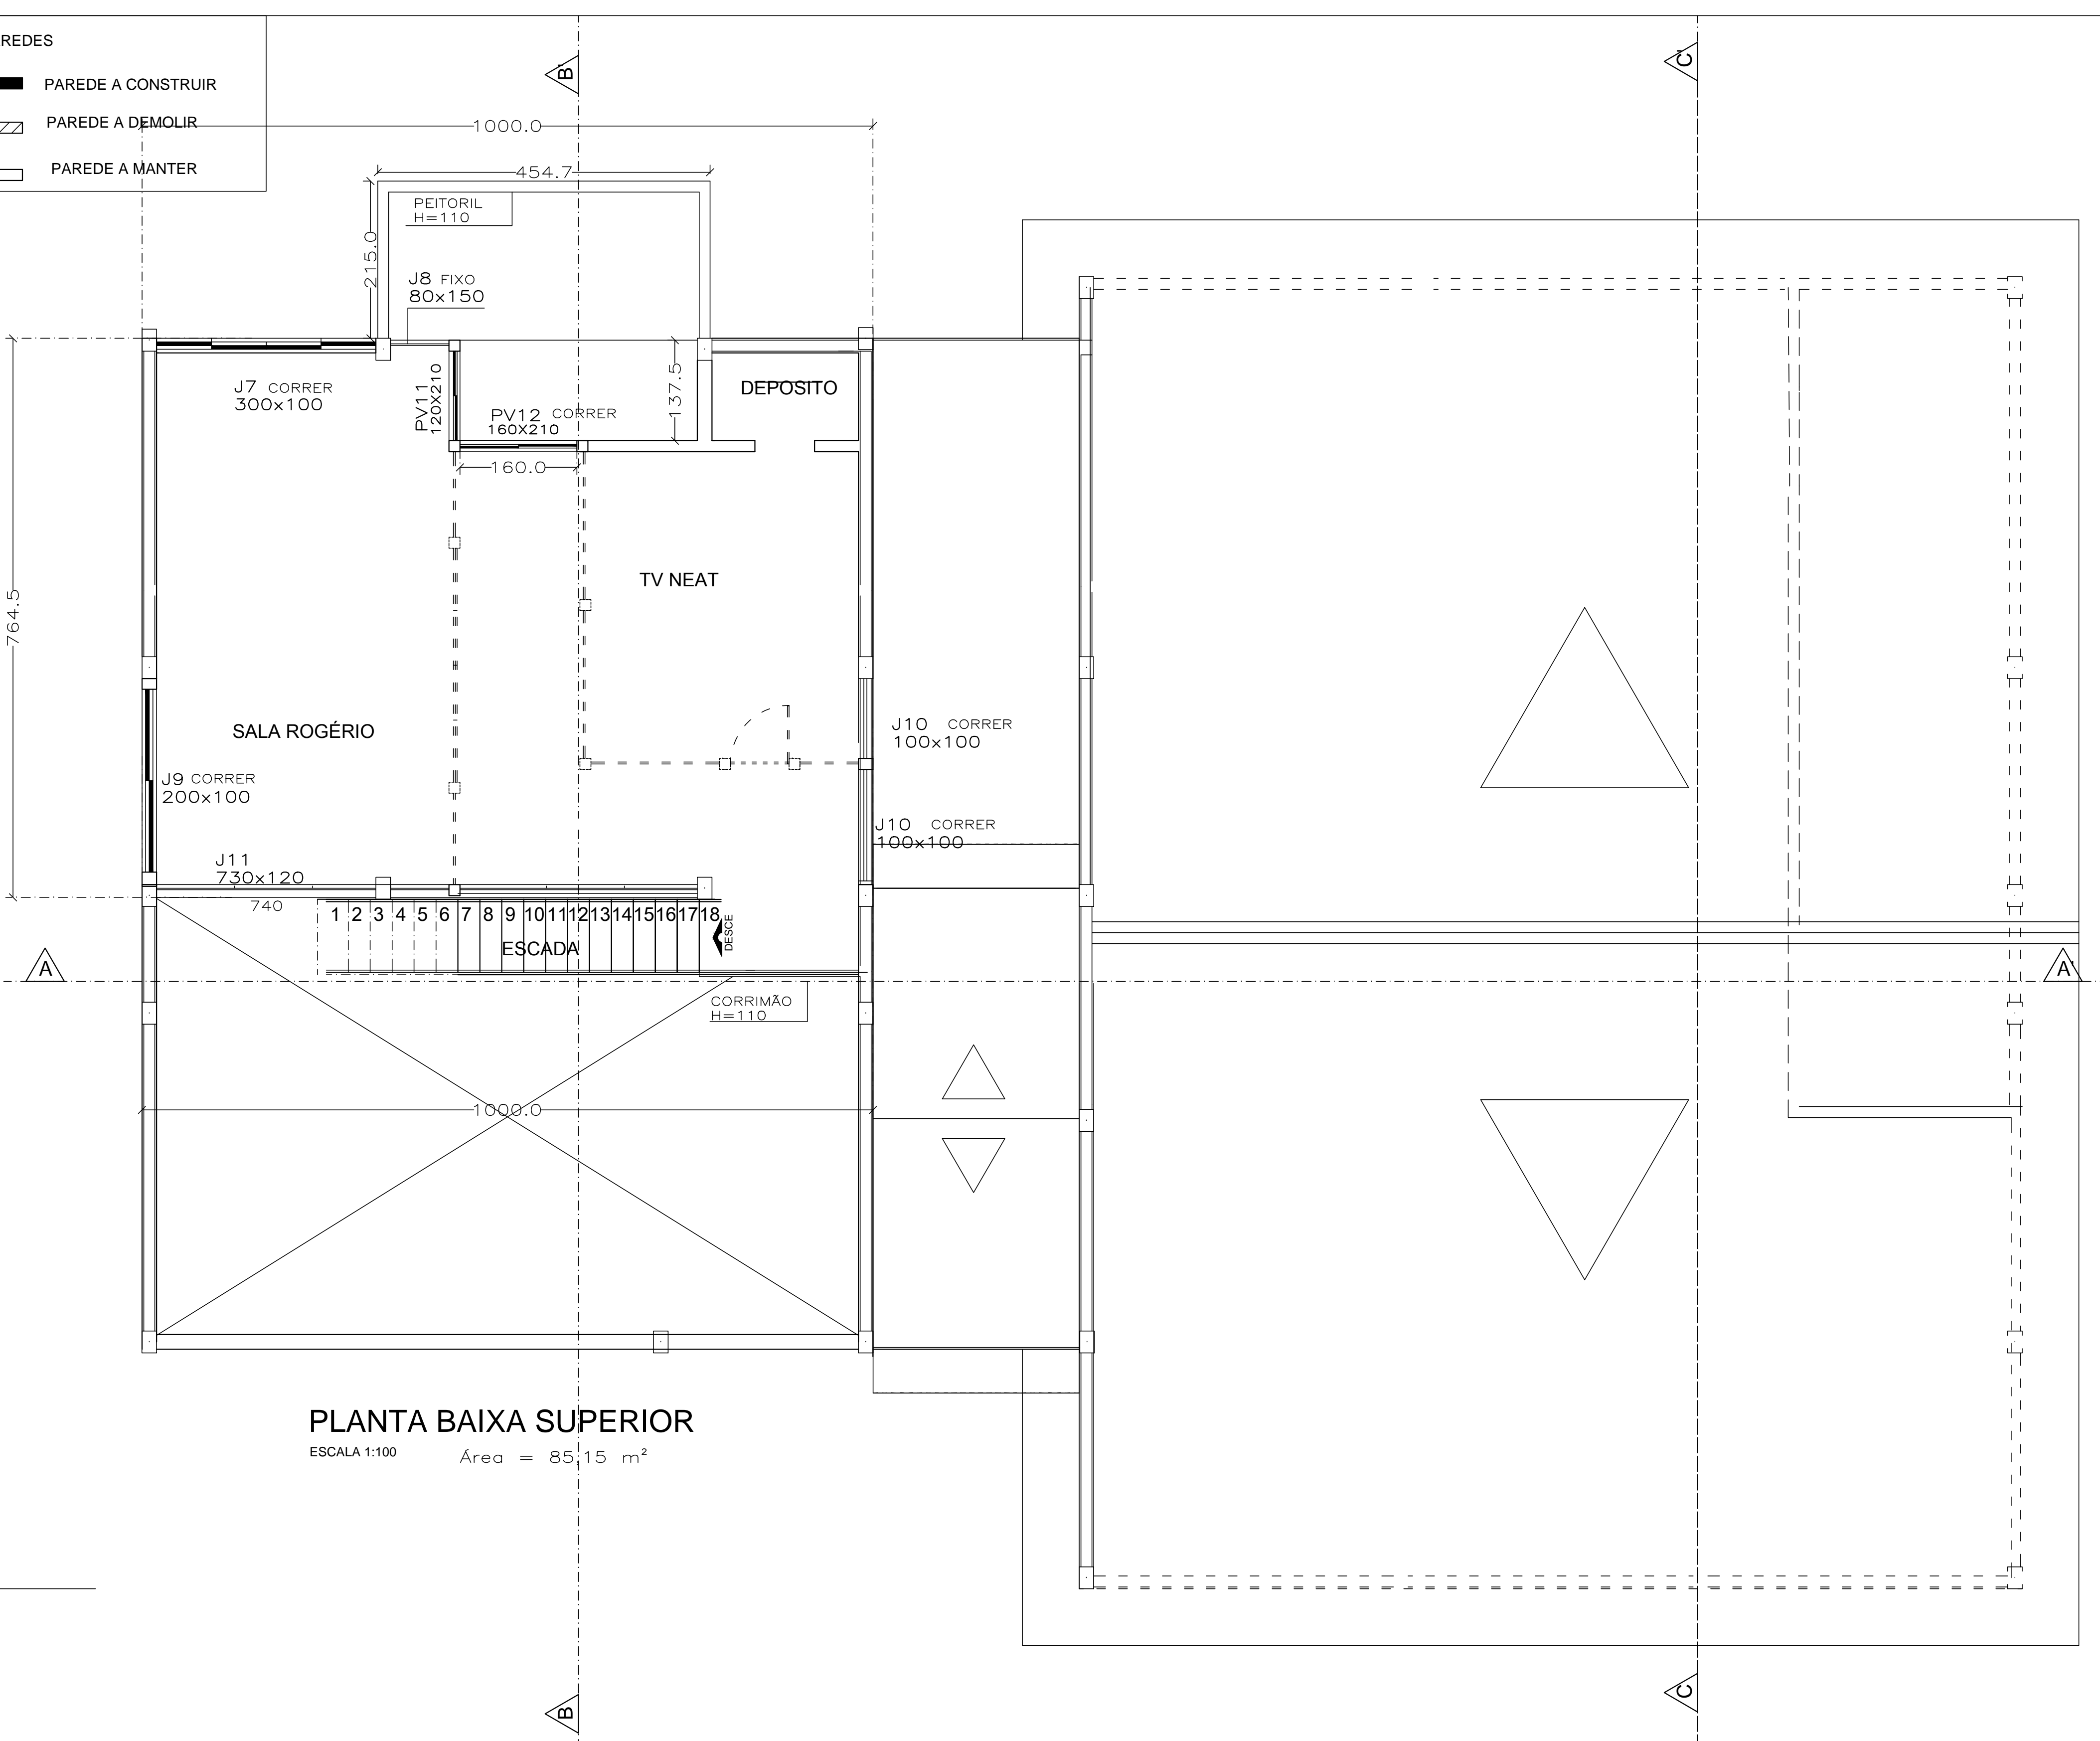 REDES
PAREDE A CONSTRUIR
PAREDE A DEMOLIR
PAREDE A MANTER
B'
C'
1000.0
454.7
PEITORIL
H=110
215.0
J8 FIXO
80x150
J7 CORRER
300x100
PV11
120X210
PV12 CORRER
160X210
137.5
DEPOSITO
160.0
764.5
TV NEAT
SALA ROGÉRIO
J10 CORRER
100x100
J9 CORRER
200x100
J10 CORRER
100x100
J11
730x120
740
1 2 3 4 5 6 7 8 9 10 11 12 13 14 15 16 17 18
DESCE
ESCADA
A
A'
CORRIMÃO
H=110
1000.0
PLANTA BAIXA SUPERIOR
ESCALA 1:100
Área = 85,15 m²
B
C